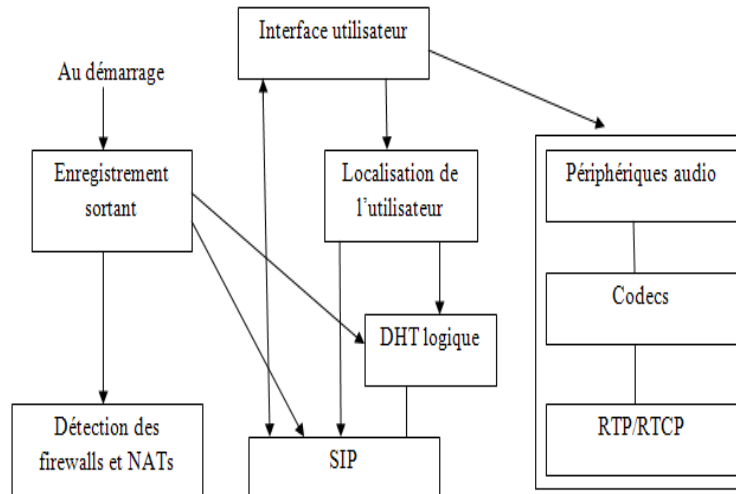 Interface utilisateur
Au démarrage
Enregistrement
sortant
Localisation de
l'utilisateur
Périphériques audio
Codecs
DHT logique
Détection des
firewalls et NATs
SIP
RTP/RTCP